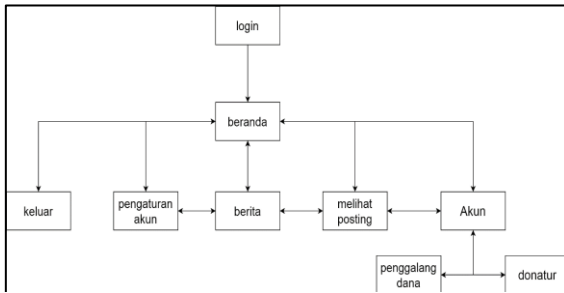 login
beranda
keluar
pengaturan
akun
berita
melihat
posting
Akun
penggalang
dana
donatur